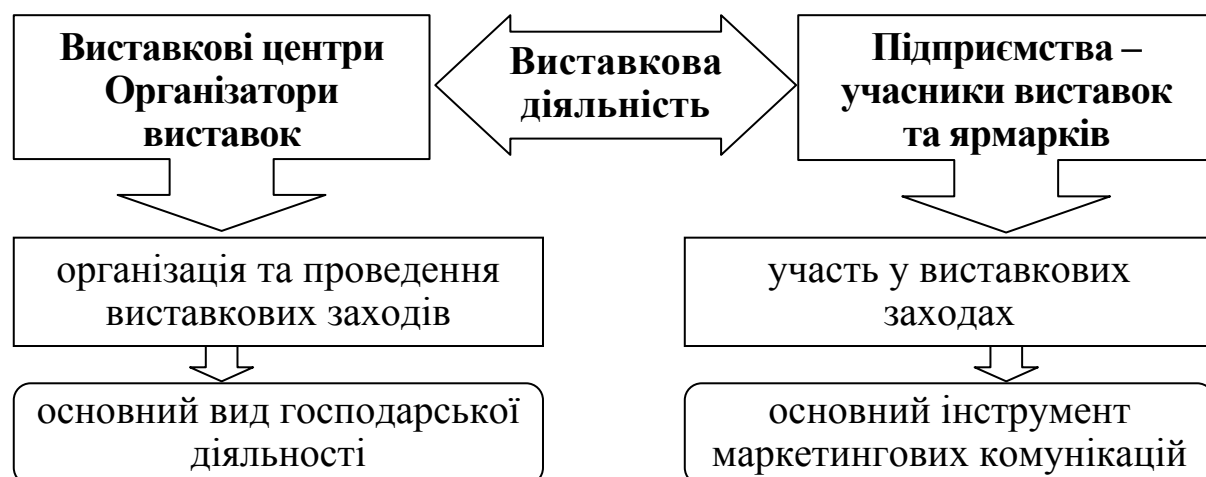 Виставкові центри
Організатори
виставок
Виставкова
діяльність
Підприємства –
учасники виставок
та ярмарків
організація та проведення
виставкових заходів
участь у виставкових
заходах
основний вид господарської
діяльності
основний інструмент
маркетингових комунікацій